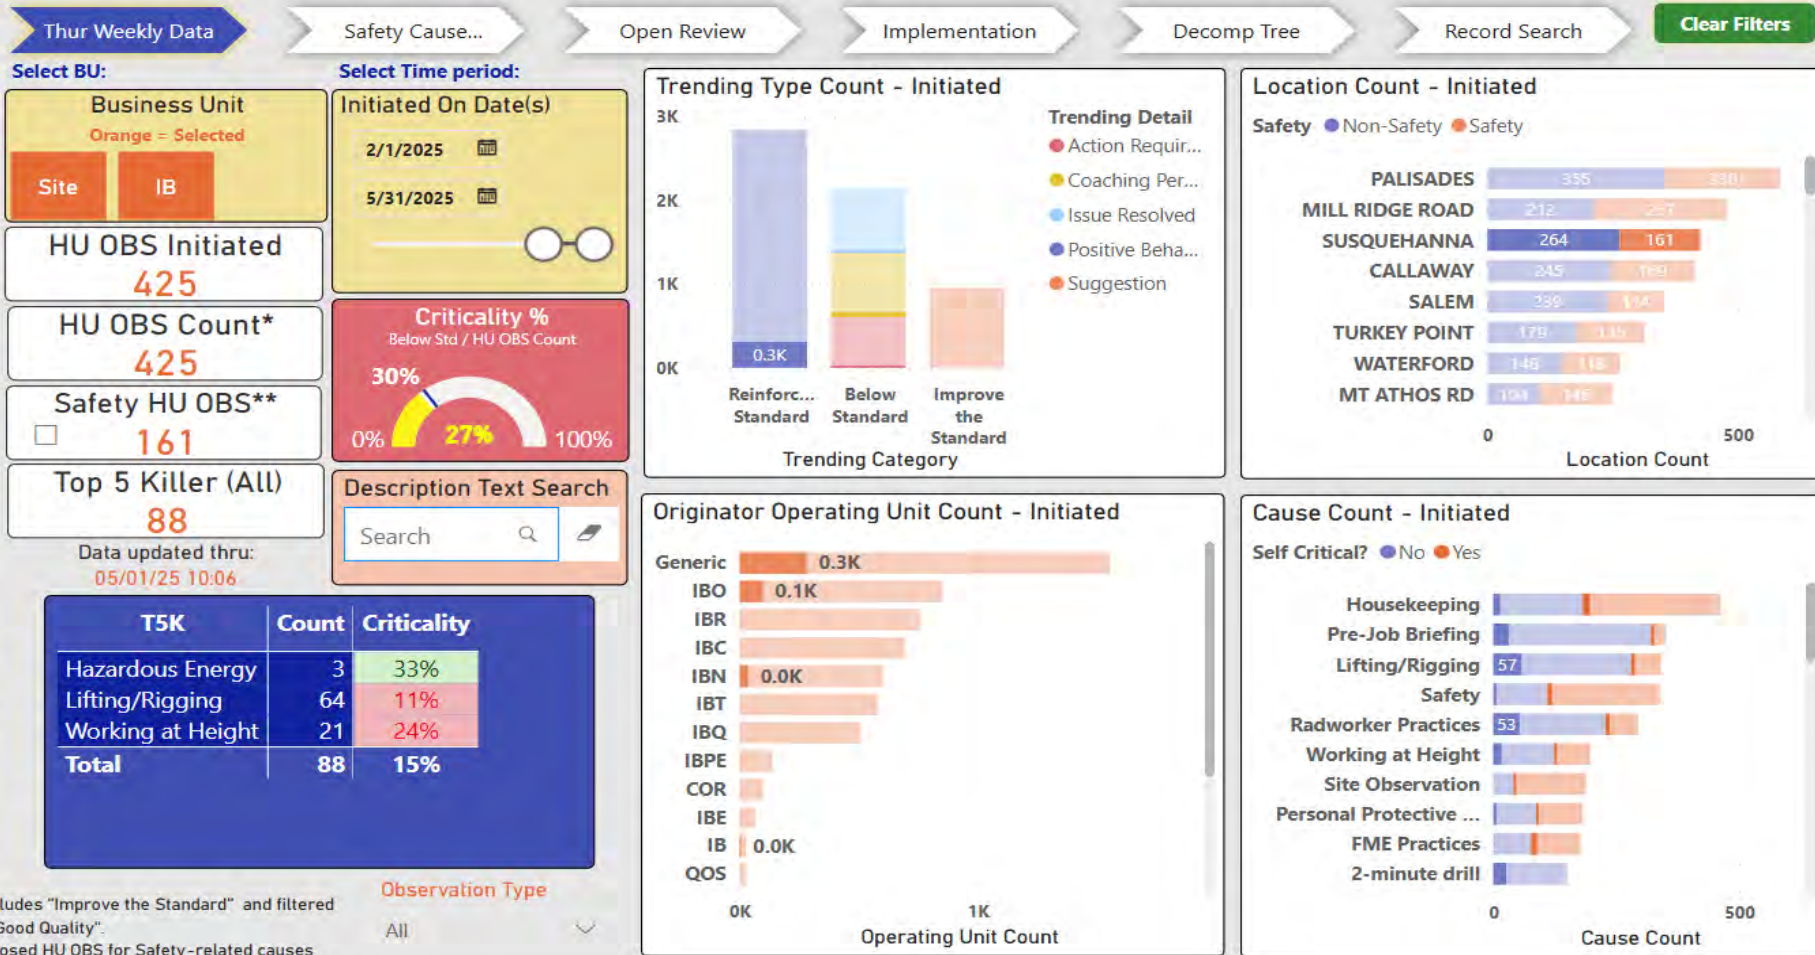 Thur Weekly Data
Safety Cause...
Open Review
Implementation
Decomp Tree
Record Search
Clear Filters
Select BU:
Select Time period:
Business Unit
Orange = Selected
Site
IB
Initiated On Date(s)
2/1/2025
5/31/2025
HU OBS Initiated
425
HU OBS Count*
425
Safety HU OBS**
161
Top 5 Killer (All)
88
Data updated thru:
05/01/25 10:06
Criticality %
Below Std / HU OBS Count
30%
0%
27%
100%
Description Text Search
Search
T5K Count Criticality
Hazardous Energy 3 33%
Lifting/Rigging 64 11%
Working at Height 21 24%
Total 88 15%
ludes "Improve the Standard" and filtered
Good Quality".
osed HU OBS for Safety-related causes
Observation Type
All
Trending Type Count - Initiated
3K
2K
1K
0K
0.3K
Reinforc...
Standard
Below
Standard
Improve
the
Standard
Trending Category
Trending Detail
Action Requir...
Coaching Per...
Issue Resolved
Positive Beha...
Suggestion
Location Count - Initiated
Safety Non-Safety Safety
PALISADES 355
MILL RIDGE ROAD 212 267
SUSQUEHANNA 264 161
CALLAWAY 245 169
SALEM 239 114
TURKEY POINT 179
WATERFORD 146 118
MT ATHOS RD 104 146
0 500
Location Count
Originator Operating Unit Count - Initiated
Generic 0.3K
IBO 0.1K
IBR
IBC
IBN 0.0K
IBT
IBQ
IBPE
COR
IBE
IB 0.0K
QOS
0K 1K
Operating Unit Count
Cause Count - Initiated
Self Critical? No Yes
Housekeeping
Pre-Job Briefing
Lifting/Rigging 57
Safety
Radworker Practices 53
Working at Height
Site Observation
Personal Protective ...
FME Practices
2-minute drill
0 500
Cause Count